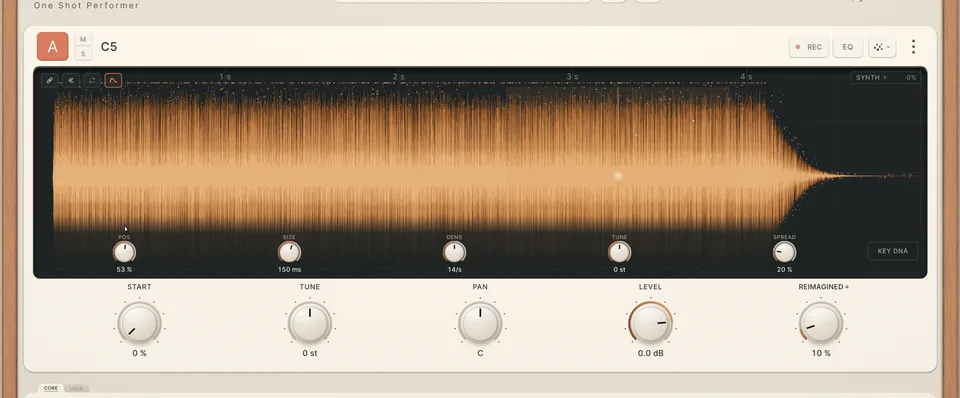 One Shot Performer
A
M
S
C5
REC
EQ
1 s
2 s
3 s
4 s
SYNTH >
0%
POS
SIZE
DENS
TUNE
SPREAD
KEY DNA
53 %
150 ms
14/s
0 st
20 %
START
TUNE
PAN
LEVEL
REIMAGINED
0 %
0 st
C
0.0 dB
10 %
CORE
USER